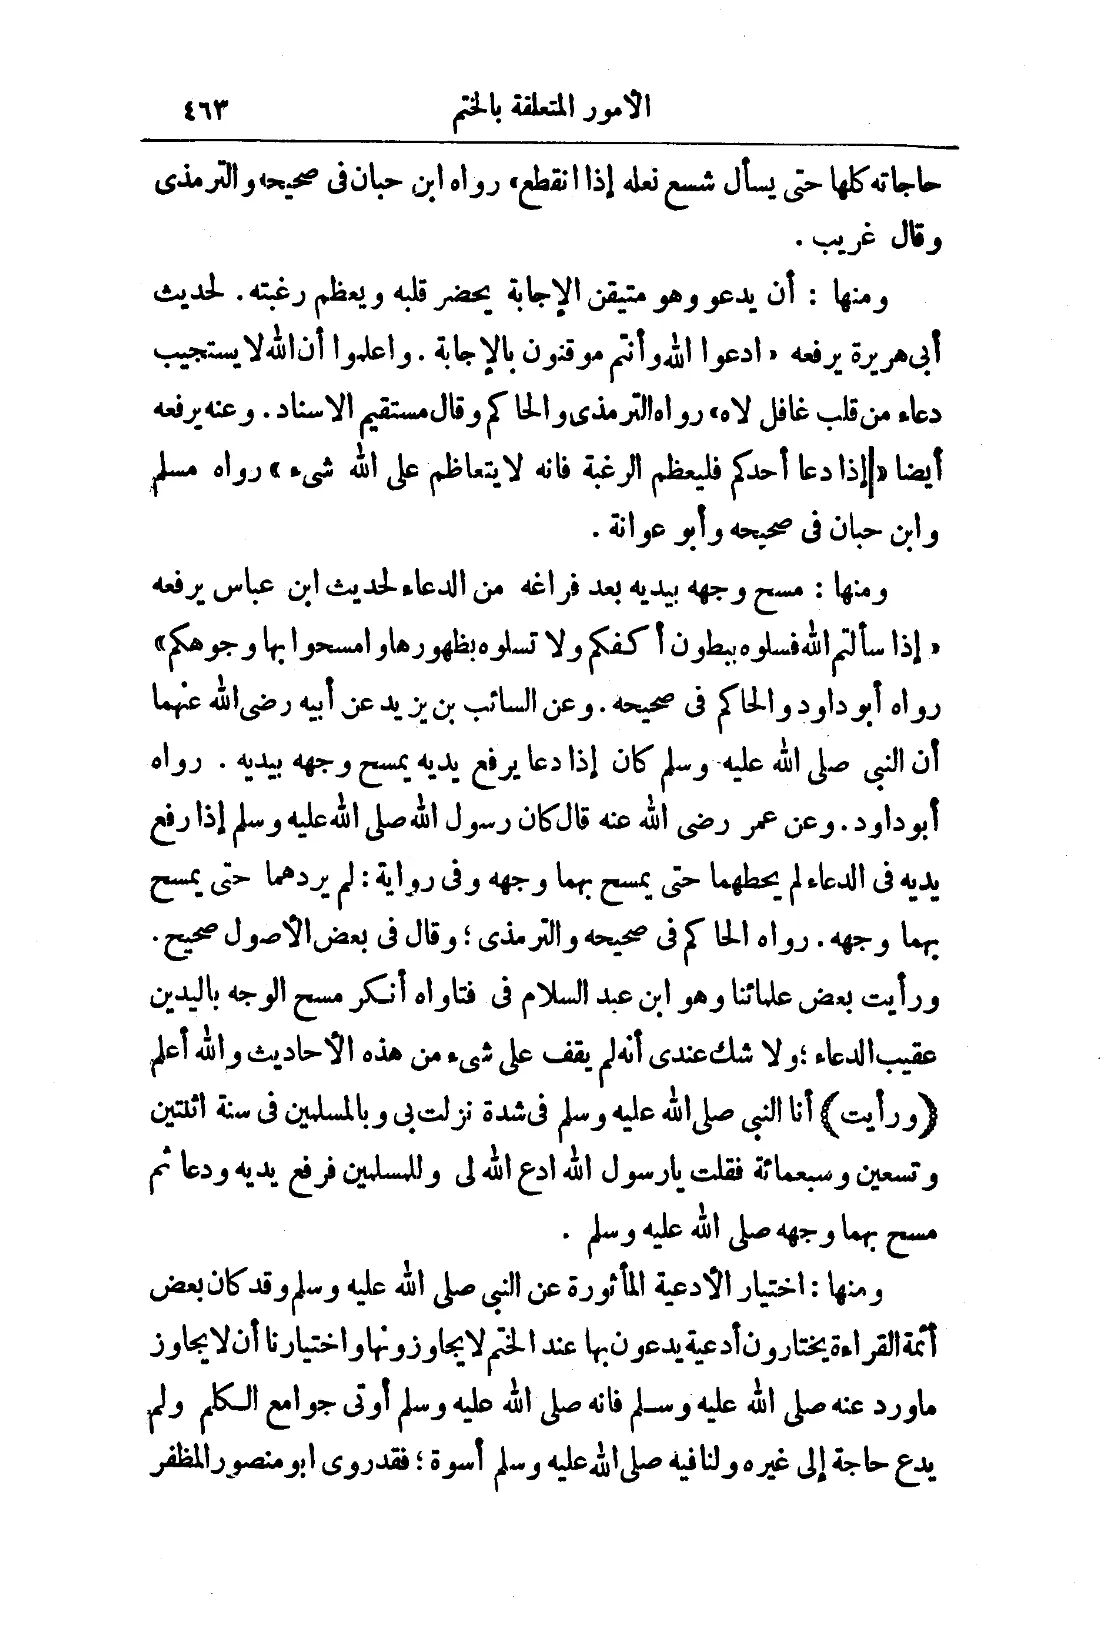 الأمور المتعلقة بالختم ٤٦٣
حاجاته كلها حتى يسأل شسع نعله إذا انقطع» رواه ابن حبان فى صحيحه والترمذى
وقال غريب .
ومنها : أن يدعو وهو متيقن الإجابة يحضر قلبه ويعظم رغبته . لحديث
أبى هريرة يرفعه « ادعوا الله وأنتم موقنون بالإجابة . واعلموا أن الله لا يستجيب
دعاء من قلب غافل لاه» رواه الترمذى والحاكم وقال مستقيم الاسناد . وعنه يرفعه
أيضا «إذا دعا أحدكم فليعظم الرغبة فانه لا يتعاظم على الله شىء » رواه مسلم
وابن حبان فى صحيحه وأبو عوانة .
ومنها : مسح وجهه بيديه بعد فراغه من الدعاء لحديث ابن عباس يرفعه
« إذا سألتم الله فسلوه ببطون أكفكم ولا تسلوه بظهورها وامسحوا بها وجوهكم»
رواه أبو داود والحاكم فى صحيحه . وعن السائب بن يزيد عن أبيه رضى الله عنهما
أن النبي صلى الله عليه وسلم كان إذا دعا يرفع يديه يمسح وجهه بيديه . رواه
أبو داود . وعن عمر رضى الله عنه قال كان رسول الله صلى الله عليه وسلم إذا رفع
يديه فى الدعاء لم يحطهما حتى يمسح بهما وجهه وفى رواية : لم يردهما حتى يمسح
بهما وجهه . رواه الحاكم فى صحيحه والترمذى ؛ وقال فى بعض الأصول صحيح .
ورأيت بعض علمائنا وهو ابن عبد السلام فى فتاواه أنكر مسح الوجه باليدين
عقيب الدعاء ؛ ولا شك عندى أنه لم يقف على شىء من هذه الأحاديث والله أعلم
(ورأيت) أنا النبي صلى الله عليه وسلم فى شدة نزلت بى وبالمسلمين فى سنة اثلتين
وتسعين وسبعمائة فقلت يارسول الله ادع الله لى وللمسلمين فرفع يديه ودعا ثم
مسح بهما وجهه صلى الله عليه وسلم .
ومنها : اختيار الأدعية المأثورة عن النبي صلى الله عليه وسلم وقد كان بعض
أئمة القراءة يختارون أدعية يدعون بها عند الختم لا يجاوزونها واختيارنا أن لا يجاوز
ماورد عنه صلى الله عليه وسلم فانه صلى الله عليه وسلم أوتى جوامع الكلم ولم
يدع حاجة إلى غيره ولنا فيه صلى الله عليه وسلم أسوة ؛ فقد روى ابو منصور المظفر